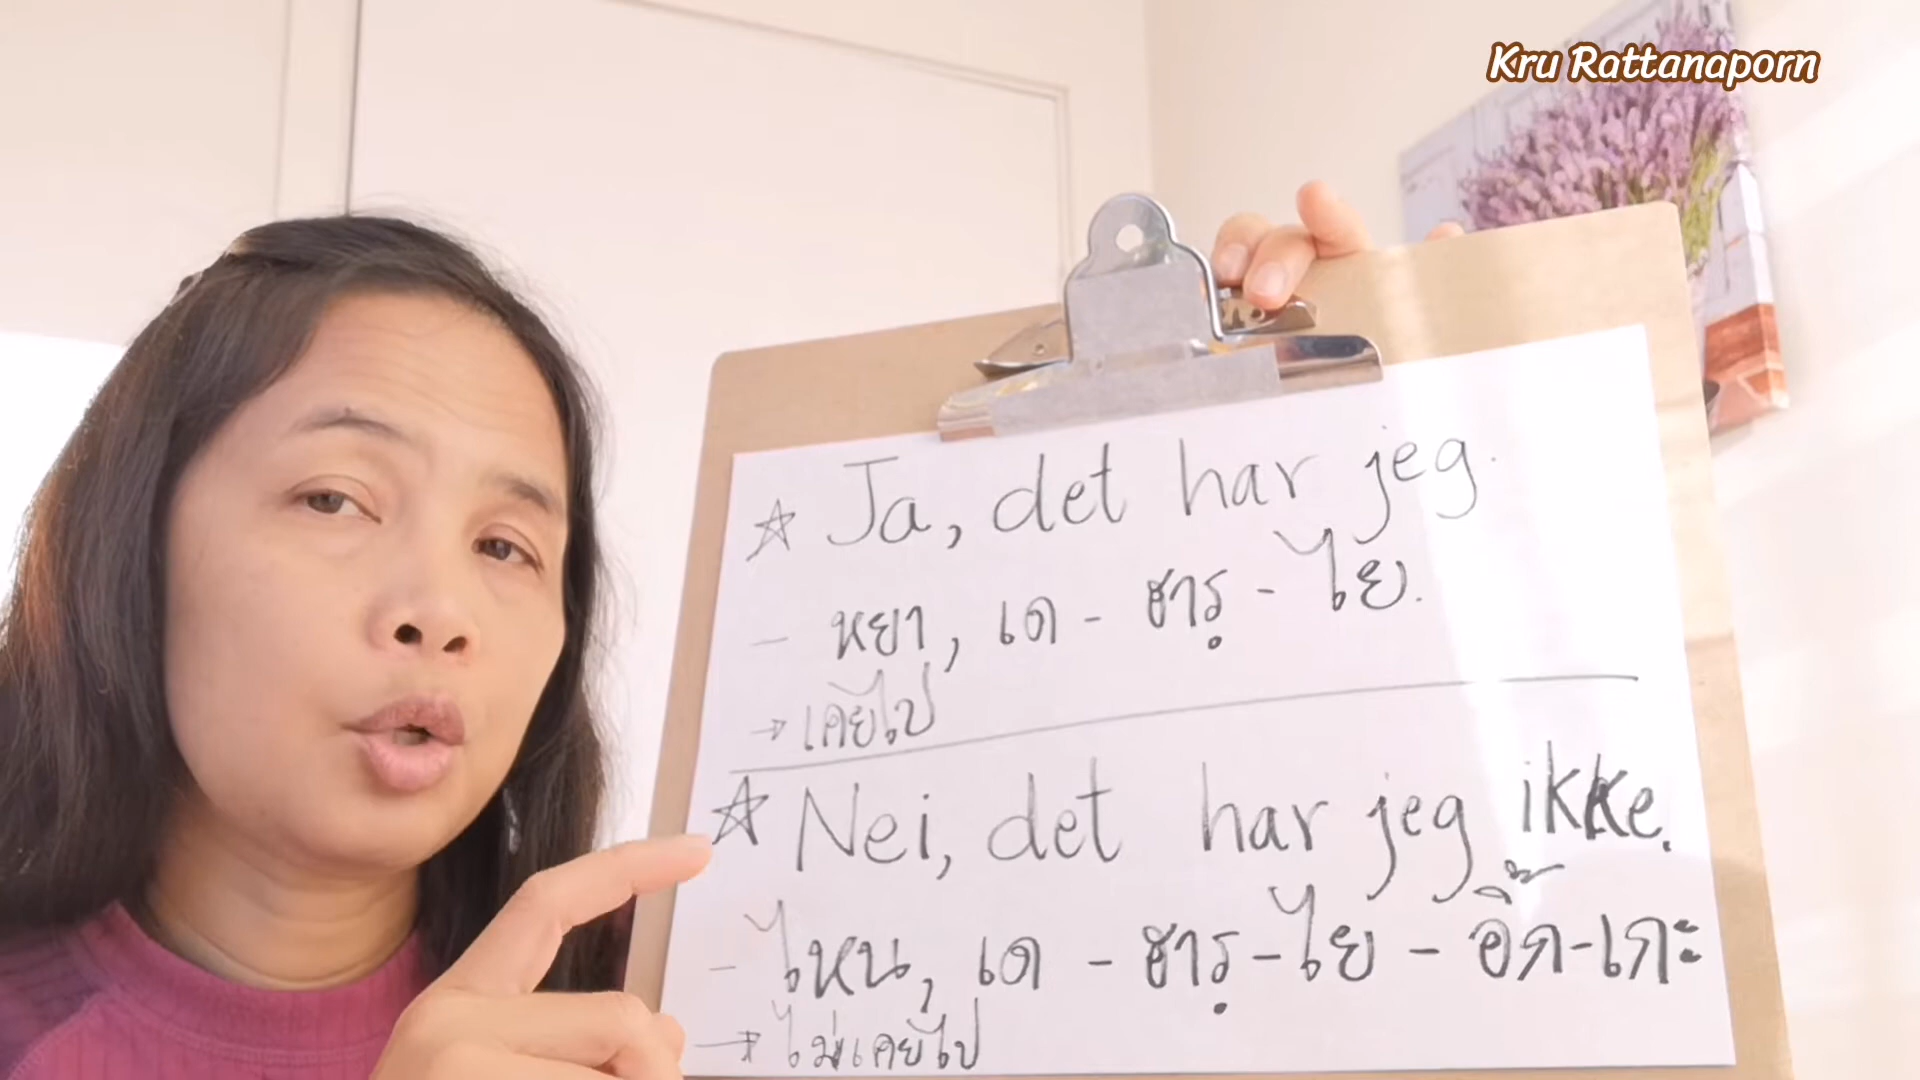 Kru Rattanaporn
☆ Ja, det har jeg.
- หยา, เด - ฮารฺ - ไย.
→ เคยไป
☆ Nei, det har jeg ikke.
- ไหน, เด - ฮารฺ - ไย - อิ๊ก - เกะ
→ ไม่เคยไป